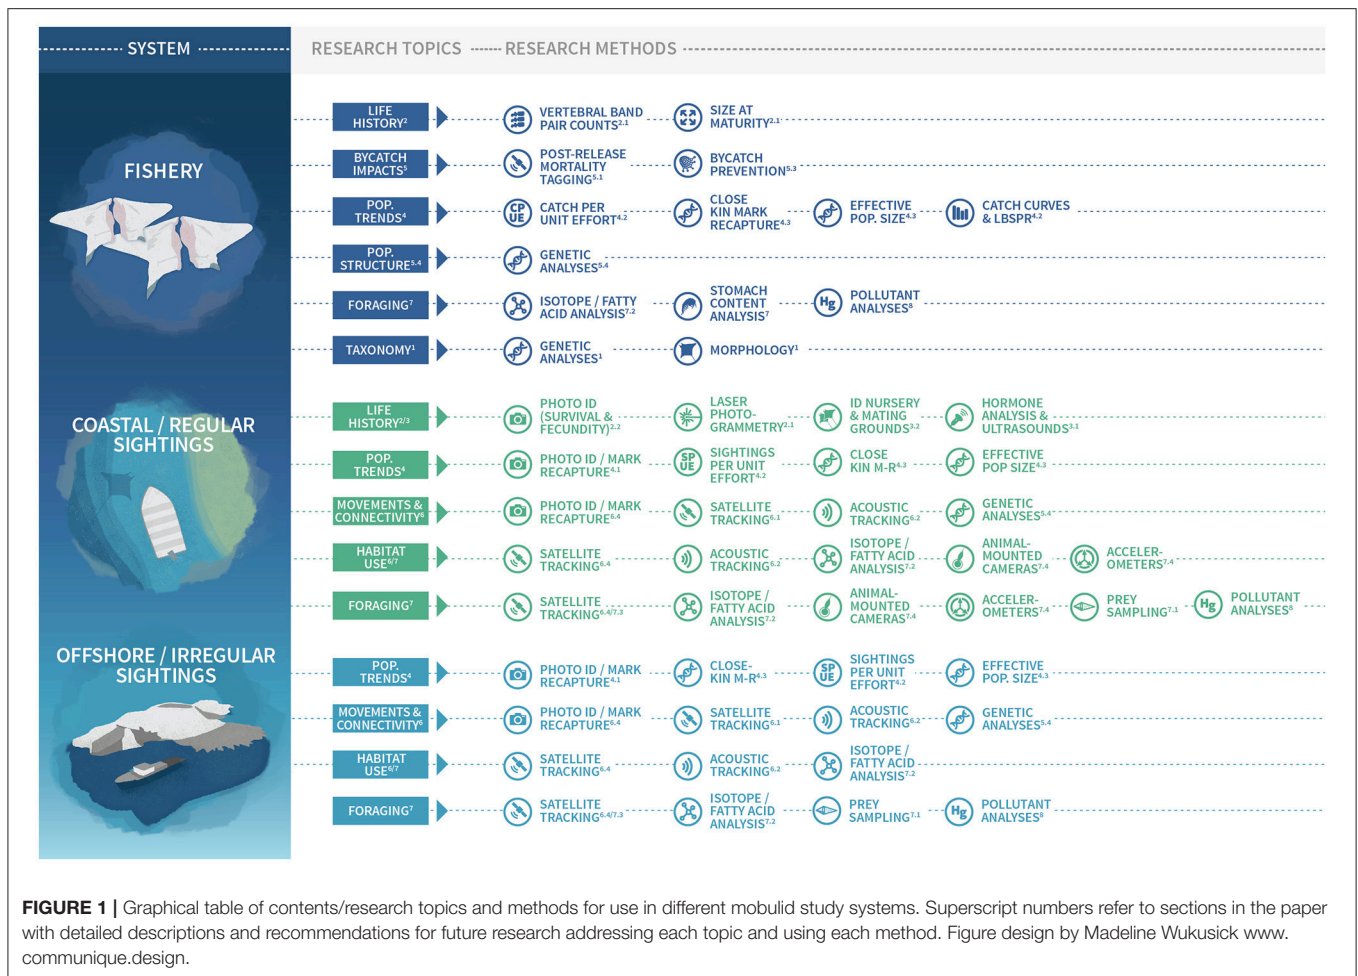 SYSTEM
RESEARCH TOPICS
RESEARCH METHODS
FISHERY
LIFE
HISTORY2
VERTEBRAL BAND
PAIR COUNTS2.1
SIZE AT
MATURITY2.1
BYCATCH
IMPACTS5
POST-RELEASE
MORTALITY
TAGGING5.1
BYCATCH
PREVENTION5.3
POP.
TRENDS4
CP
UE
CATCH PER
UNIT EFFORT4.2
CLOSE
KIN MARK
RECAPTURE4.3
EFFECTIVE
POP. SIZE4.3
CATCH CURVES
& LBSPR4.2
POP.
STRUCTURE5.4
GENETIC
ANALYSES5.4
FORAGING7
ISOTOPE / FATTY
ACID ANALYSIS7.2
STOMACH
CONTENT
ANALYSIS7
Hg
POLLUTANT
ANALYSES8
TAXONOMY1
GENETIC
ANALYSES1
MORPHOLOGY1
COASTAL / REGULAR
SIGHTINGS
LIFE
HISTORY2/3
PHOTO ID
(SURVIVAL &
FECUNDITY)2.2
LASER
PHOTO-
GRAMMETRY2.1
ID NURSERY
& MATING
GROUNDS3.2
HORMONE
ANALYSIS &
ULTRASOUNDS3.1
POP.
TRENDS4
PHOTO ID / MARK
RECAPTURE4.1
SP
UE
SIGHTINGS
PER UNIT
EFFORT4.2
CLOSE
KIN M-R4.3
EFFECTIVE
POP SIZE4.3
MOVEMENTS &
CONNECTIVITY6
PHOTO ID / MARK
RECAPTURE6.4
SATELLITE
TRACKING6.1
ACOUSTIC
TRACKING6.2
GENETIC
ANALYSES5.4
HABITAT
USE6/7
SATELLITE
TRACKING6.4
ACOUSTIC
TRACKING6.2
ISOTOPE /
FATTY ACID
ANALYSIS7.2
ANIMAL-
MOUNTED
CAMERAS7.4
ACCELER-
OMETERS7.4
FORAGING7
SATELLITE
TRACKING6.4/7.3
ISOTOPE /
FATTY ACID
ANALYSIS7.2
ANIMAL-
MOUNTED
CAMERAS7.4
ACCELER-
OMETERS7.4
PREY
SAMPLING7.1
Hg
POLLUTANT
ANALYSES8
OFFSHORE / IRREGULAR
SIGHTINGS
POP.
TRENDS4
PHOTO ID / MARK
RECAPTURE4.1
CLOSE-
KIN M-R4.3
SP
UE
SIGHTINGS
PER UNIT
EFFORT4.2
EFFECTIVE
POP. SIZE4.3
MOVEMENTS &
CONNECTIVITY6
PHOTO ID / MARK
RECAPTURE6.4
SATELLITE
TRACKING6.1
ACOUSTIC
TRACKING6.2
GENETIC
ANALYSES5.4
HABITAT
USE6/7
SATELLITE
TRACKING6.4
ACOUSTIC
TRACKING6.2
ISOTOPE /
FATTY ACID
ANALYSIS7.2
FORAGING7
SATELLITE
TRACKING6.4/7.3
ISOTOPE /
FATTY ACID
ANALYSIS7.2
PREY
SAMPLING7.1
Hg
POLLUTANT
ANALYSES8
FIGURE 1 | Graphical table of contents/research topics and methods for use in different mobulid study systems. Superscript numbers refer to sections in the paper
with detailed descriptions and recommendations for future research addressing each topic and using each method. Figure design by Madeline Wukusick www.
communique.design.